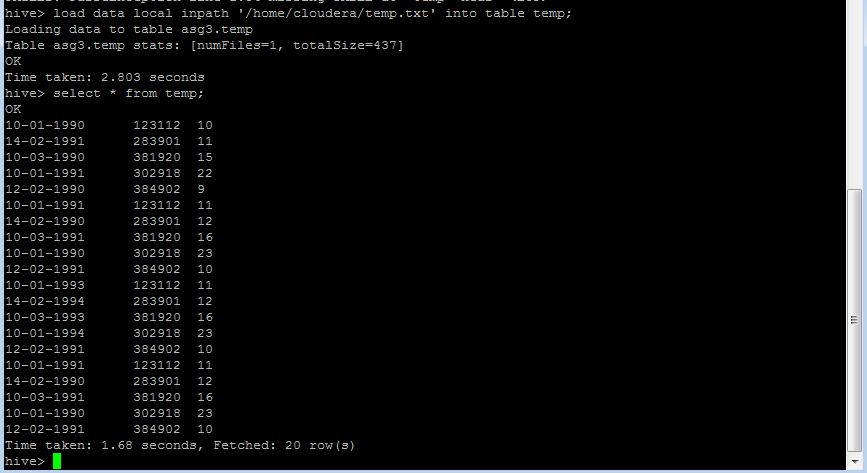 hive> load data local inpath '/home/cloudera/temp.txt' into table temp;
Loading data to table asg3.temp
Table asg3.temp stats: [numFiles=1, totalSize=437]
OK
Time taken: 2.803 seconds
hive> select * from temp;
OK
10-01-1990 123112 10
14-02-1991 283901 11
10-03-1990 381920 15
10-01-1991 302918 22
12-02-1990 384902 9
10-01-1991 123112 11
14-02-1990 283901 12
10-03-1991 381920 16
10-01-1990 302918 23
12-02-1991 384902 10
10-01-1993 123112 11
14-02-1994 283901 12
10-03-1993 381920 16
10-01-1994 302918 23
12-02-1991 384902 10
10-01-1991 123112 11
14-02-1990 283901 12
10-03-1991 381920 16
10-01-1990 302918 23
12-02-1991 384902 10
Time taken: 1.68 seconds, Fetched: 20 row(s)
hive>